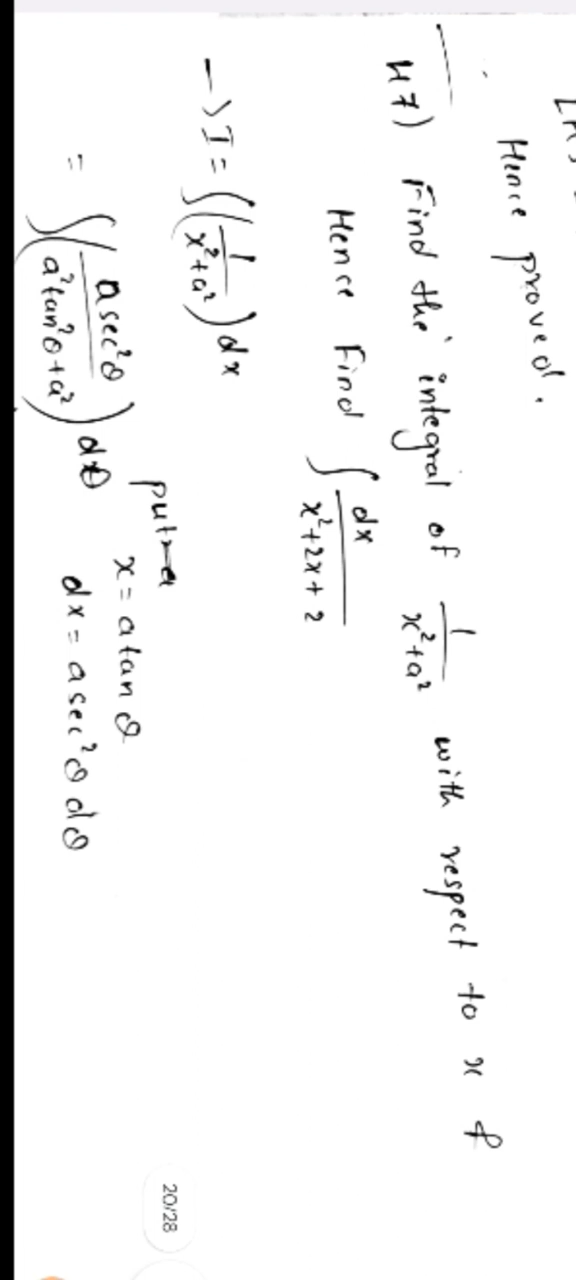 Hence proved.
47) Find the integral of 1/(x²+a²) with respect to x &
Hence Find ∫ dx/(x²+2x+2)
→ I = ∫(1/(x²+a²)) dx
put
x = a tan θ
dx = a sec²θ dθ
= ∫(a sec²θ/(a²tan²θ+a²)) dθ
20/28